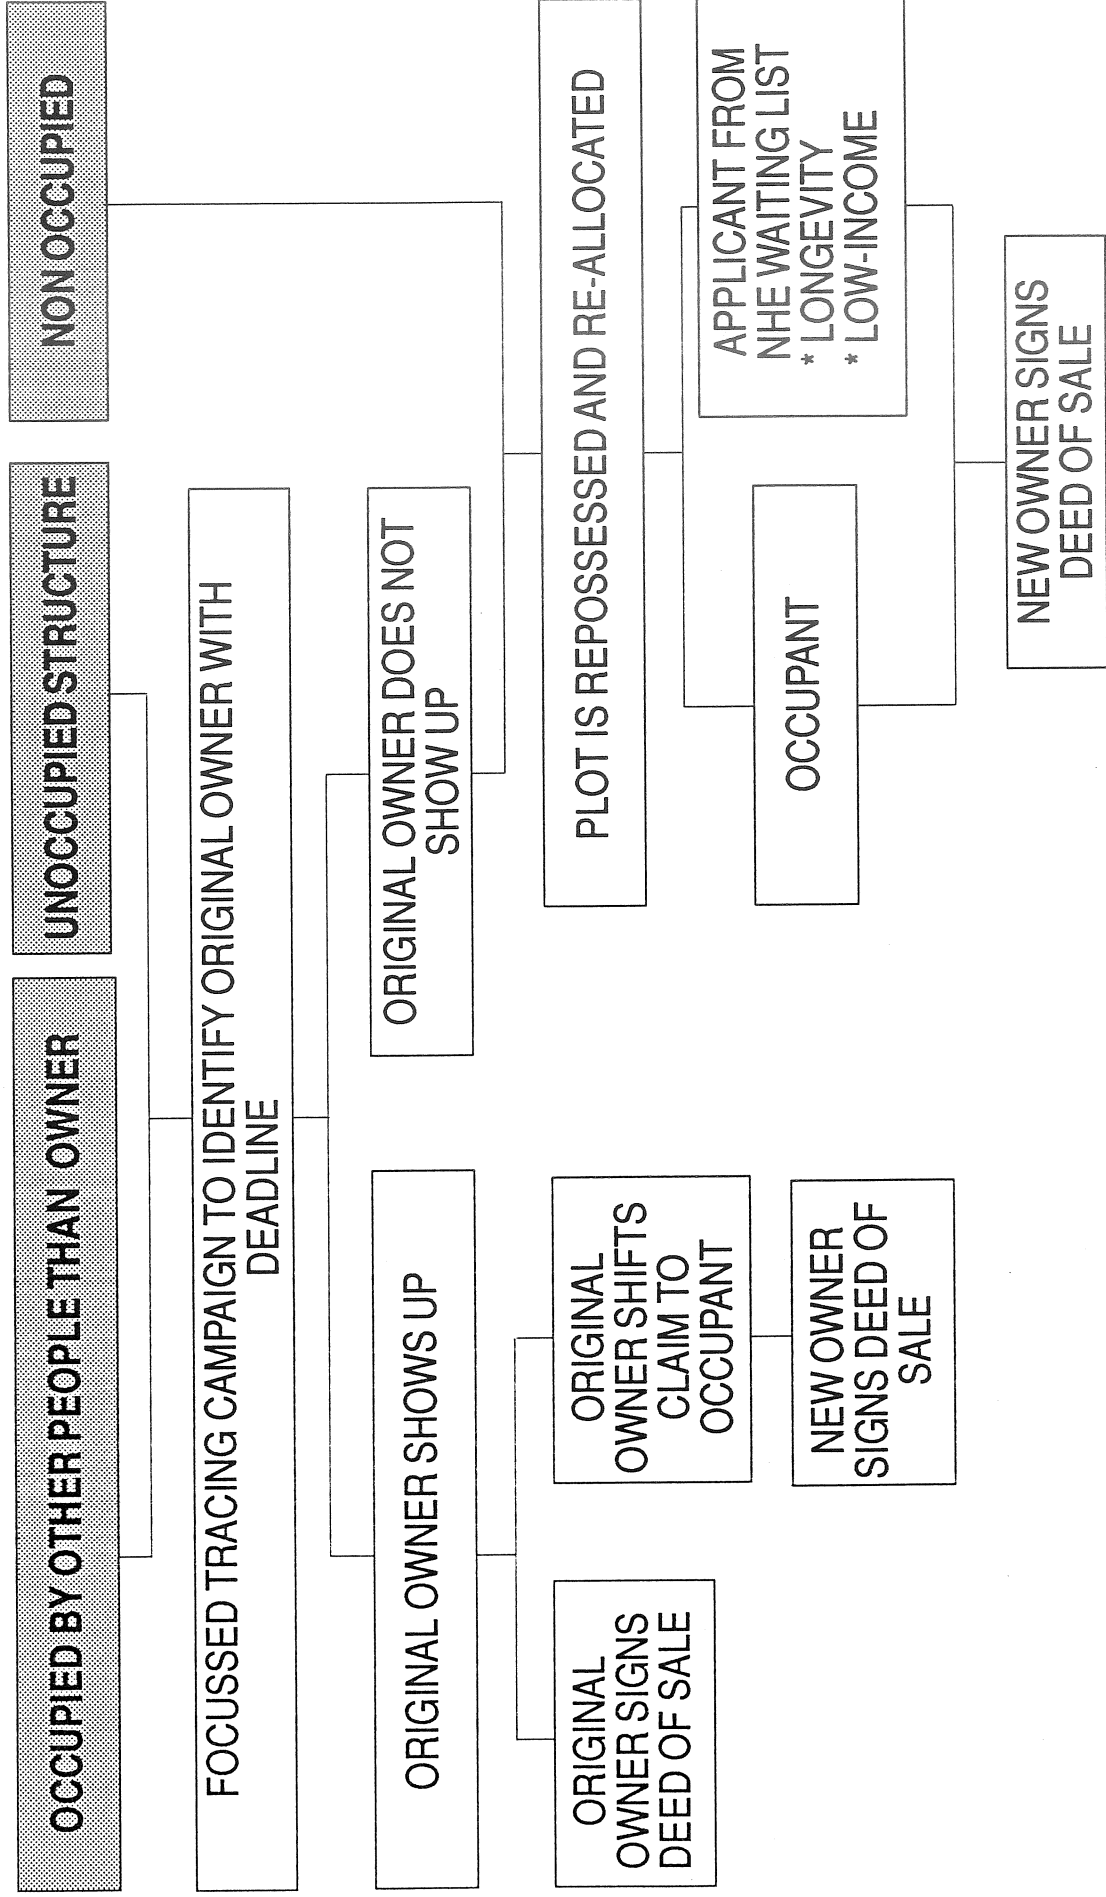 OCCUPIED BY OTHER PEOPLE THAN OWNER
UNOCCUPIED STRUCTURE
NON OCCUPIED
FOCUSSED TRACING CAMPAIGN TO IDENTIFY ORIGINAL OWNER WITH
DEADLINE
ORIGINAL OWNER SHOWS UP
ORIGINAL OWNER DOES NOT
SHOW UP
ORIGINAL
OWNER SIGNS
DEED OF SALE
ORIGINAL
OWNER SHIFTS
CLAIM TO
OCCUPANT
NEW OWNER
SIGNS DEED OF
SALE
PLOT IS REPOSSESSED AND RE-ALLOCATED
OCCUPANT
APPLICANT FROM
NHE WAITING LIST
* LONGEVITY
* LOW-INCOME
NEW OWNER SIGNS
DEED OF SALE